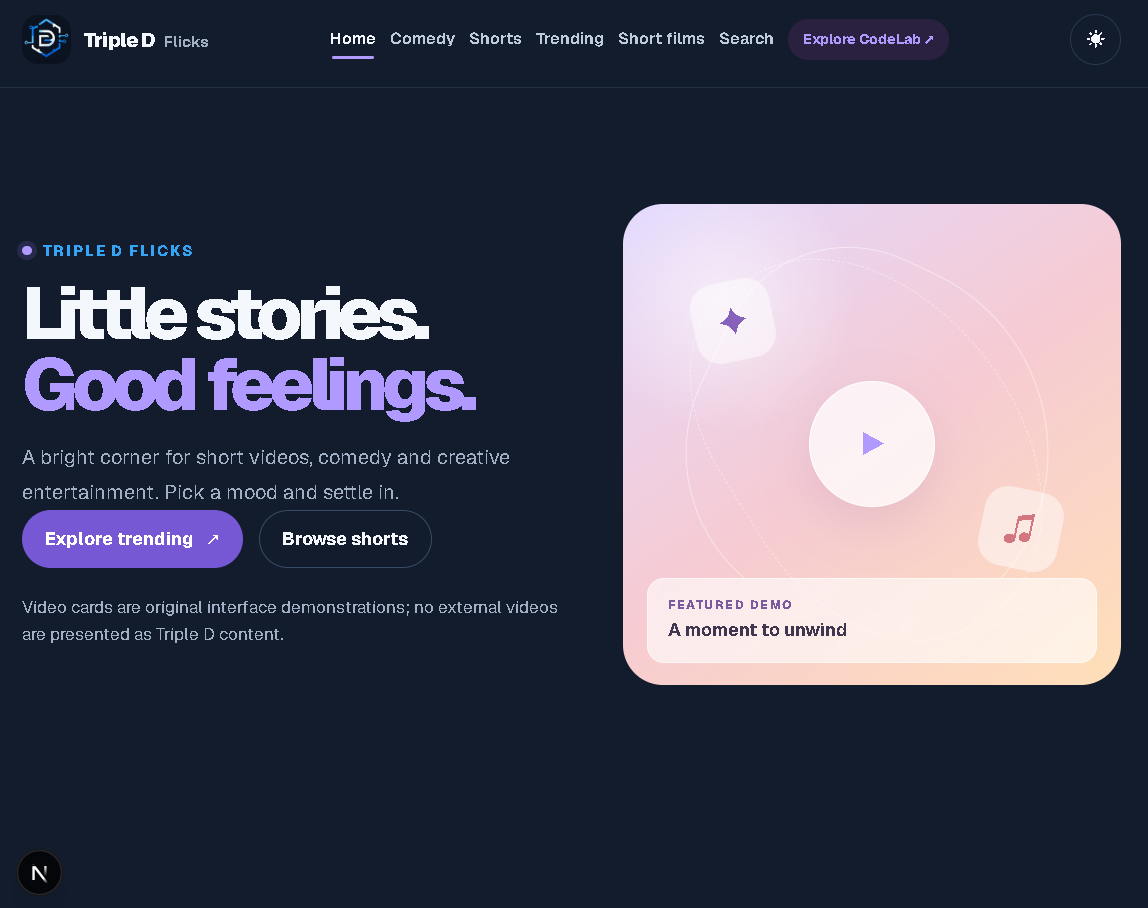 Triple D Flicks
Home Comedy Shorts Trending Short films Search Explore CodeLab ↗
TRIPLE D FLICKS
Little stories.
Good feelings.
A bright corner for short videos, comedy and creative
entertainment. Pick a mood and settle in.
Explore trending ↗ Browse shorts
Video cards are original interface demonstrations; no external videos
are presented as Triple D content.
FEATURED DEMO
A moment to unwind
N